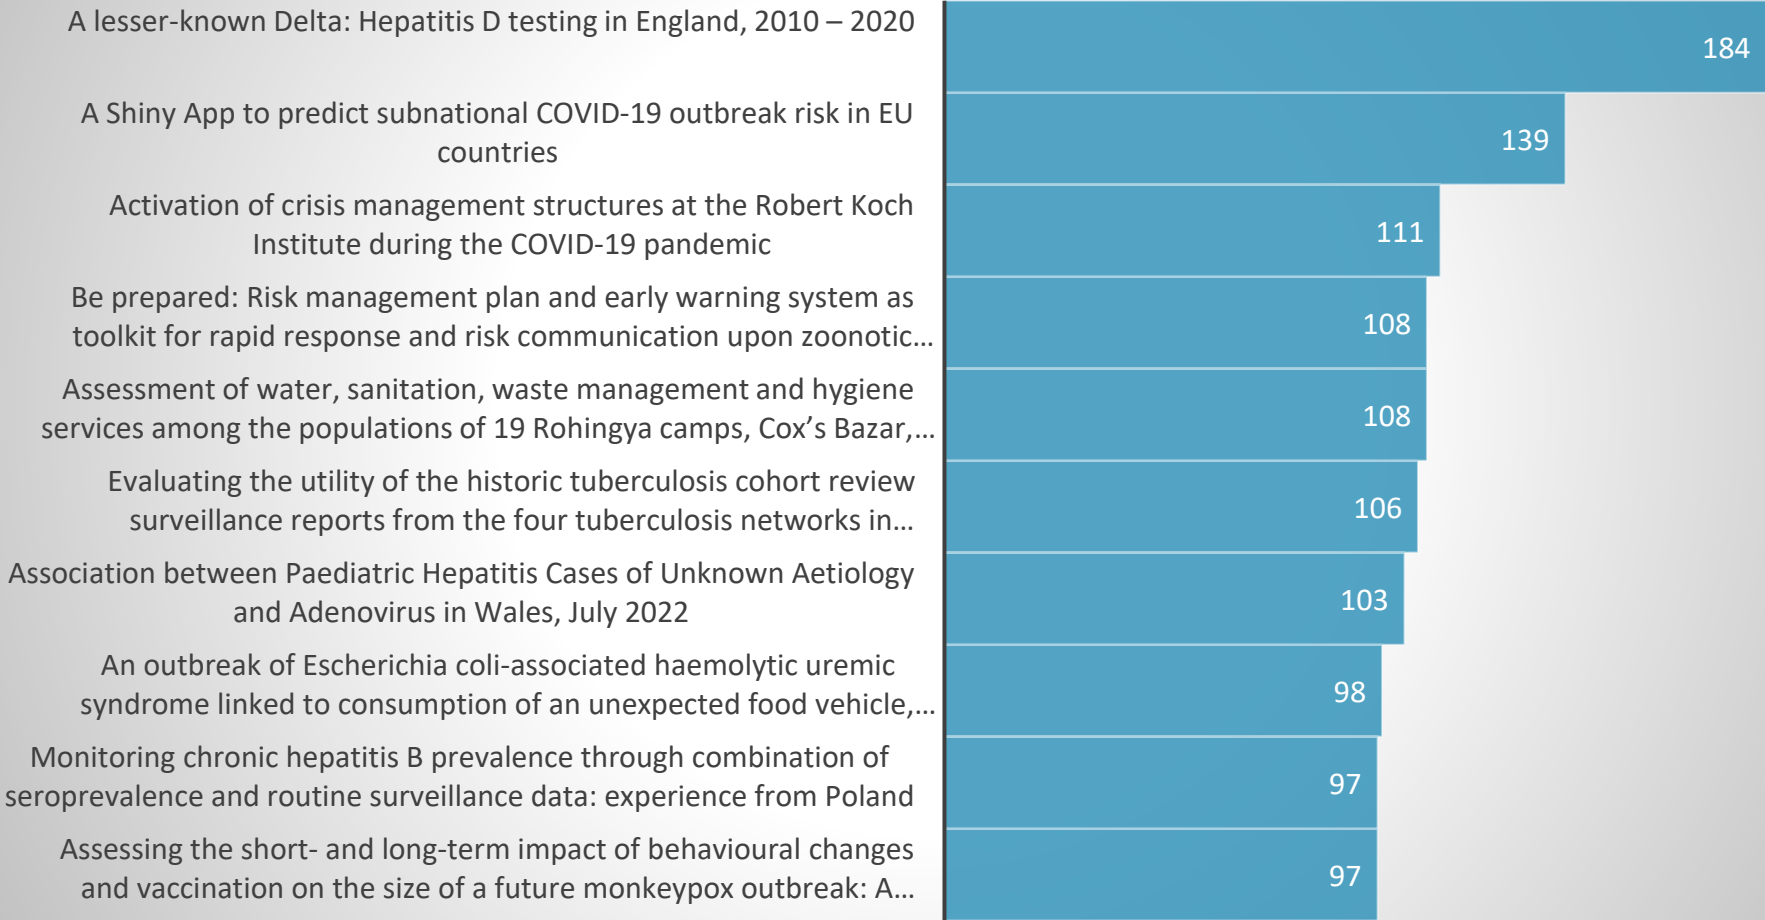 A lesser-known Delta: Hepatitis D testing in England, 2010 – 2020
184
A Shiny App to predict subnational COVID-19 outbreak risk in EU
countries
139
Activation of crisis management structures at the Robert Koch
Institute during the COVID-19 pandemic
111
Be prepared: Risk management plan and early warning system as
toolkit for rapid response and risk communication upon zoonotic…
108
Assessment of water, sanitation, waste management and hygiene
services among the populations of 19 Rohingya camps, Cox’s Bazar,…
108
Evaluating the utility of the historic tuberculosis cohort review
surveillance reports from the four tuberculosis networks in…
106
Association between Paediatric Hepatitis Cases of Unknown Aetiology
and Adenovirus in Wales, July 2022
103
An outbreak of Escherichia coli-associated haemolytic uremic
syndrome linked to consumption of an unexpected food vehicle,…
98
Monitoring chronic hepatitis B prevalence through combination of
seroprevalence and routine surveillance data: experience from Poland
97
Assessing the short- and long-term impact of behavioural changes
and vaccination on the size of a future monkeypox outbreak: A…
97